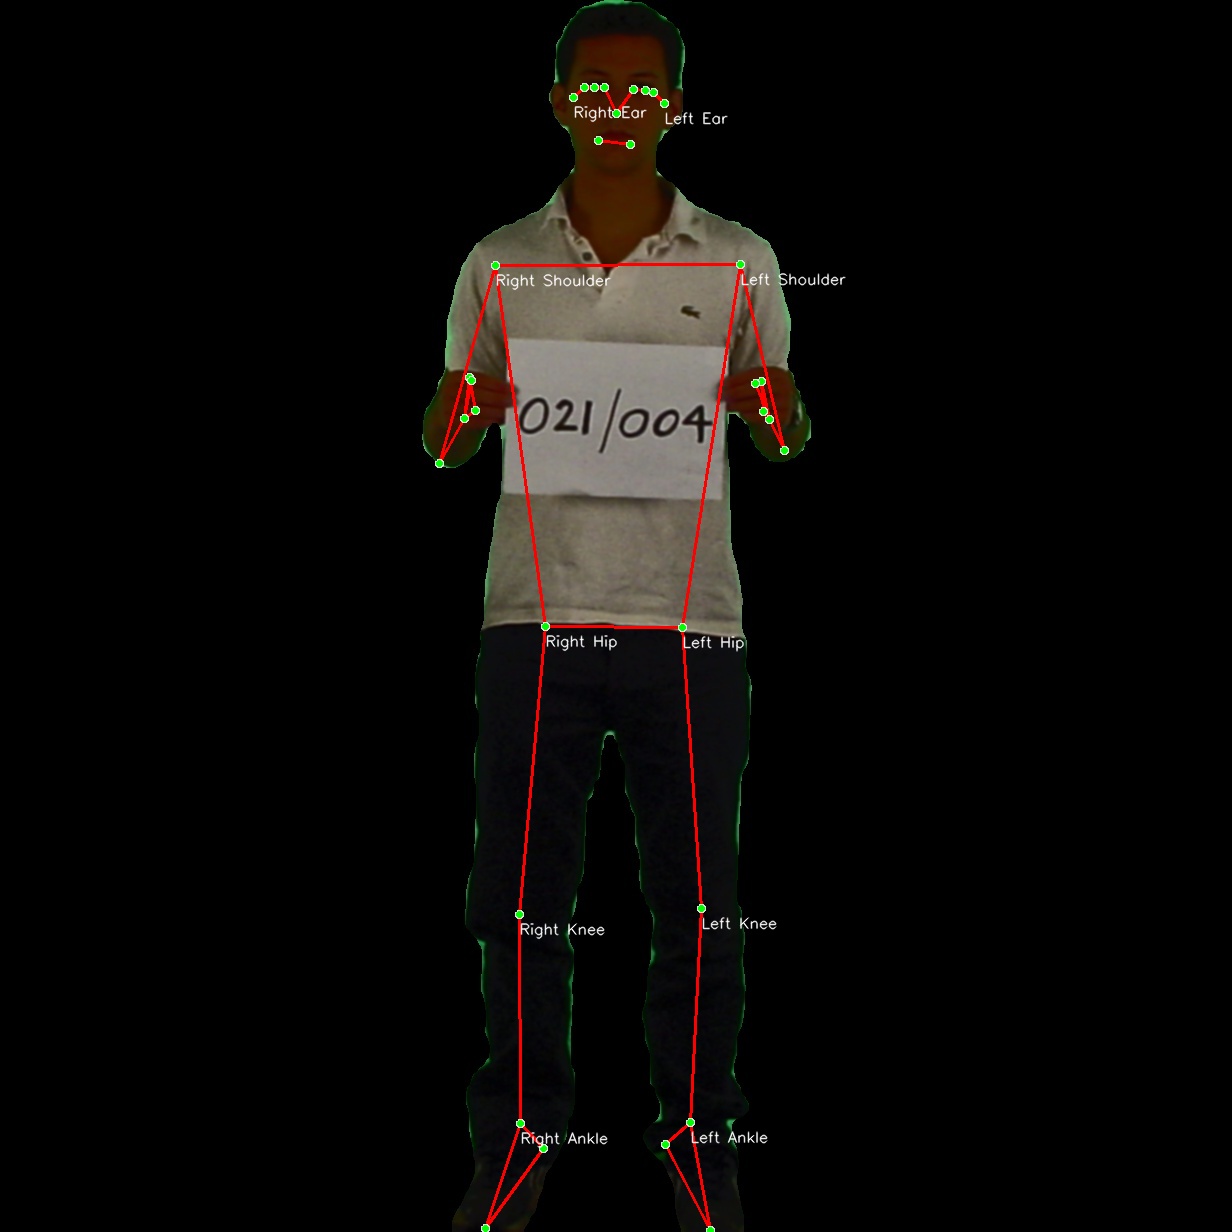 Right Ear
Left Ear
Right Shoulder
Left Shoulder
021/004
Right Hip
Left Hip
Right Knee
Left Knee
Right Ankle
Left Ankle